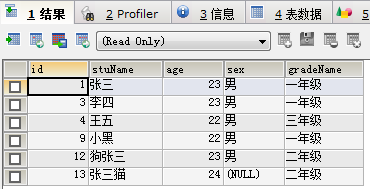 1 结果 2 Profiler 3 信息 4 表数据 5
(Read Only)
id stuName age sex gradeName
1 张三 23 男 一年级
3 李四 23 男 一年级
4 王五 22 男 三年级
9 小黑 22 男 一年级
12 狗张三 23 男 二年级
13 张三猫 24 (NULL) 二年级